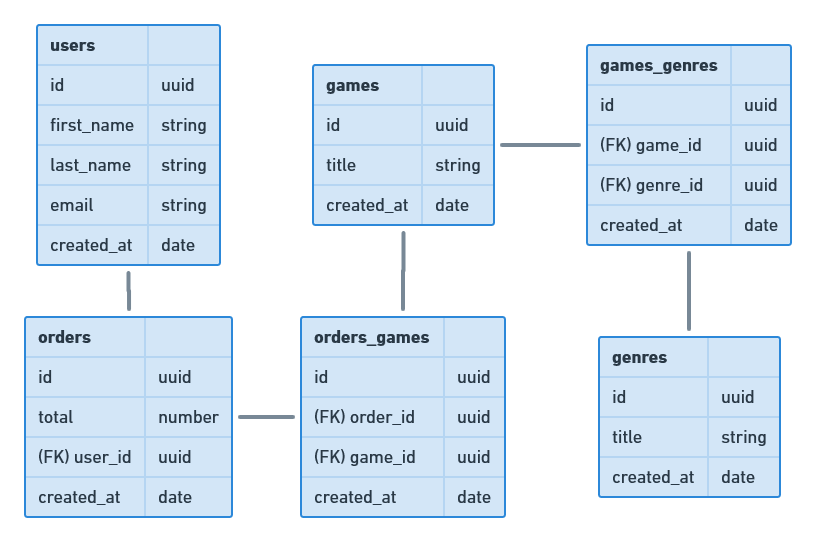 users
id uuid
first_name string
last_name string
email string
created_at date
games
id uuid
title string
created_at date
games_genres
id uuid
(FK) game_id uuid
(FK) genre_id uuid
created_at date
orders
id uuid
total number
(FK) user_id uuid
created_at date
orders_games
id uuid
(FK) order_id uuid
(FK) game_id uuid
created_at date
genres
id uuid
title string
created_at date